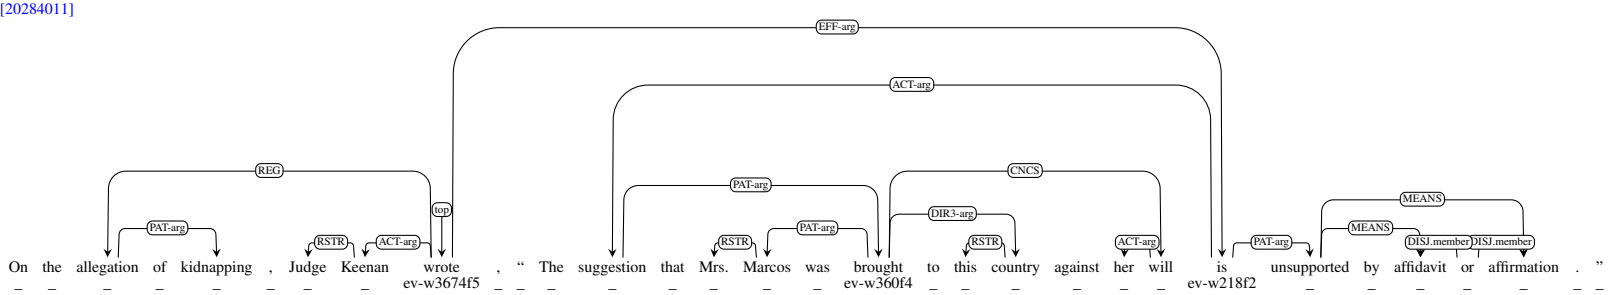 [20284011]
EFF-arg
ACT-arg
REG CNCS
PAT-arg
top MEANS
DIR3-arg
PAT-arg PAT-arg MEANS
RSTR ACT-arg RSTR RSTR ACT-arg PAT-arg DISJ.member DISJ.member
On the allegation of kidnapping , Judge Keenan wrote , “ The suggestion that Mrs. Marcos was brought to this country against her will is unsupported by affidavit or affirmation . ”
_ _ _ _ _ _ _ _ ev-w3674f5 _ _ _ _ _ _ _ _ ev-w360f4 _ _ _ _ _ _ ev-w218f2 _ _ _ _ _ _ _